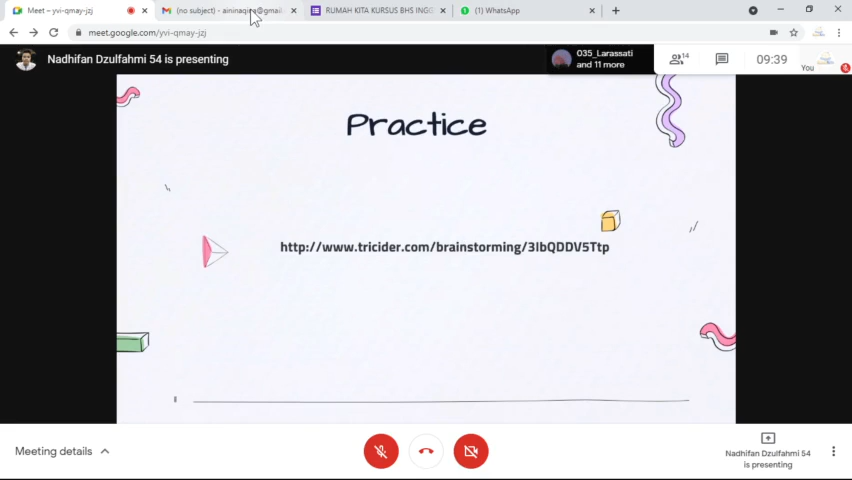 Meet – yvi-qmay-jzj
(no subject) - aininaqi
@gmail
RUMAH KITA KURSUS BHS INGG
(1) WhatsApp
meet.google.com/yvi-qmay-jzj
Nadhifan Dzulfahmi 54 is presenting
035_Larassati
and 11 more
14
09:39
You
Practice
http://www.tricider.com/brainstorming/3IbQDDV5Ttp
Meeting details
Nadhifan Dzulfahmi 54
is presenting